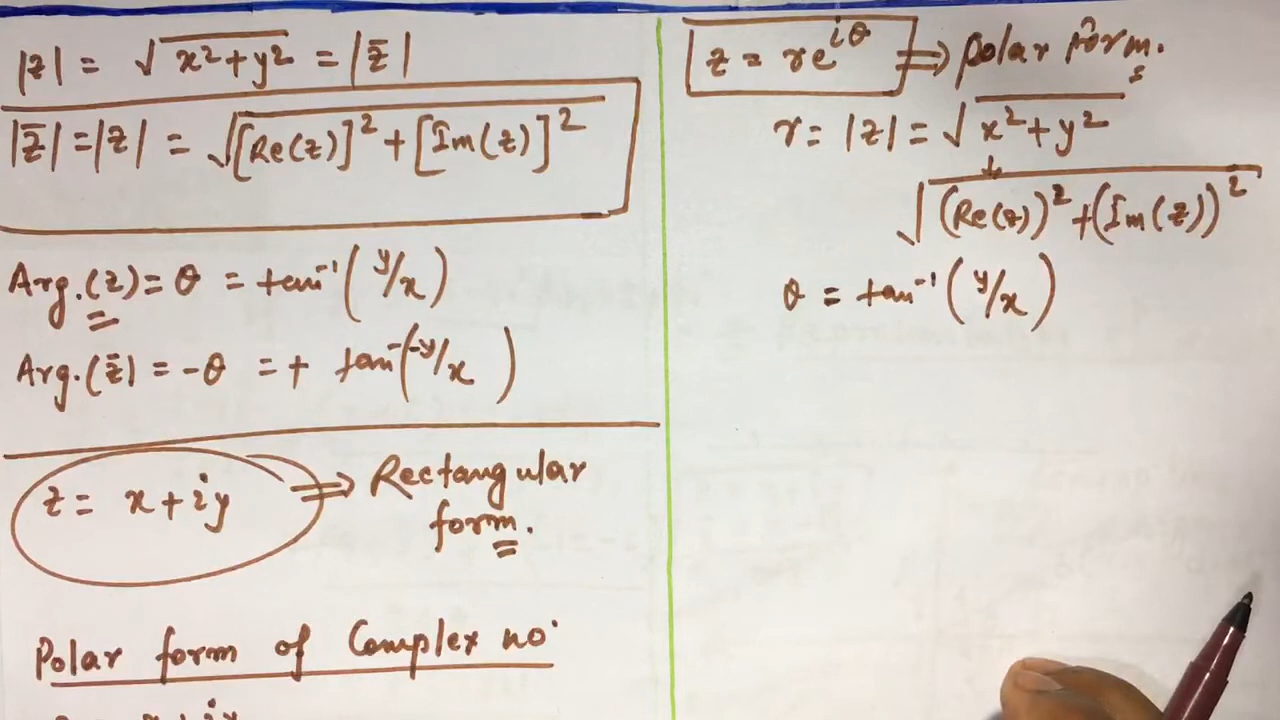 |z| = √x²+y² = |z̄|
|z̄| = |z| = √[Re(z)]² + [Im(z)]²
Arg.(z) = θ = tan⁻¹(y/x)
Arg.(z̄) = -θ = + tan⁻(-y/x)
z = x + iy ⇒ Rectangular
form.
Polar form of Complex no.
z = re^{iθ} ⇒ Polar form.
r = |z| = √x²+y²
↓
√(Re(z))² + (Im(z))²
θ = tan⁻¹(y/x)